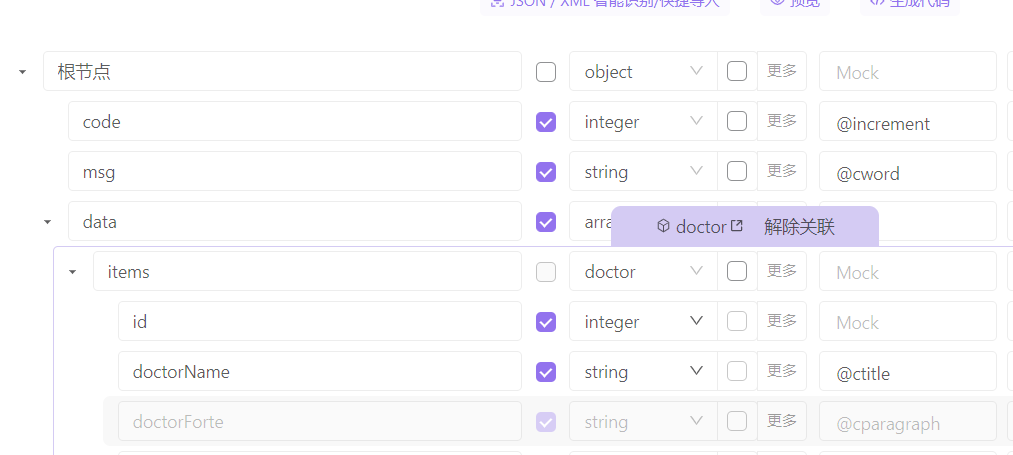 JSON / XML 智能识别/快捷导入 预览 生成代码
根节点 object 更多 Mock
code integer 更多 @increment
msg string 更多 @cword
data arra
doctor 解除关联
items doctor 更多 Mock
id integer 更多 Mock
doctorName string 更多 @ctitle
doctorForte string 更多 @cparagraph